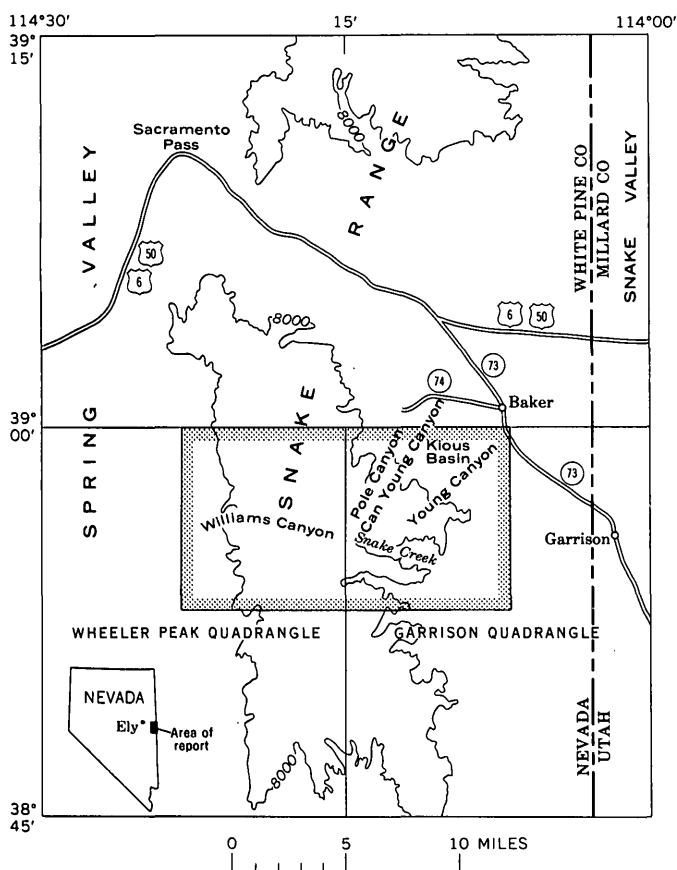 114°30'
15'
114°00'
39°
15'
Sacramento
Pass
8000
RANGE
VALLEY
WHITE PINE CO
MILLARD CO
SNAKE VALLEY
50
6
6
50
8000
73
74
Baker
39°
00'
SPRING
SNAKE
Pole Canyon
Can Young Canyon
Kious
Basin
Young Canyon
73
Williams Canyon
Snake Creek
Garrison
WHEELER PEAK QUADRANGLE
GARRISON QUADRANGLE
NEVADA
Ely
Area of
report
8000
NEVADA
UTAH
38°
45'
0
5
10 MILES